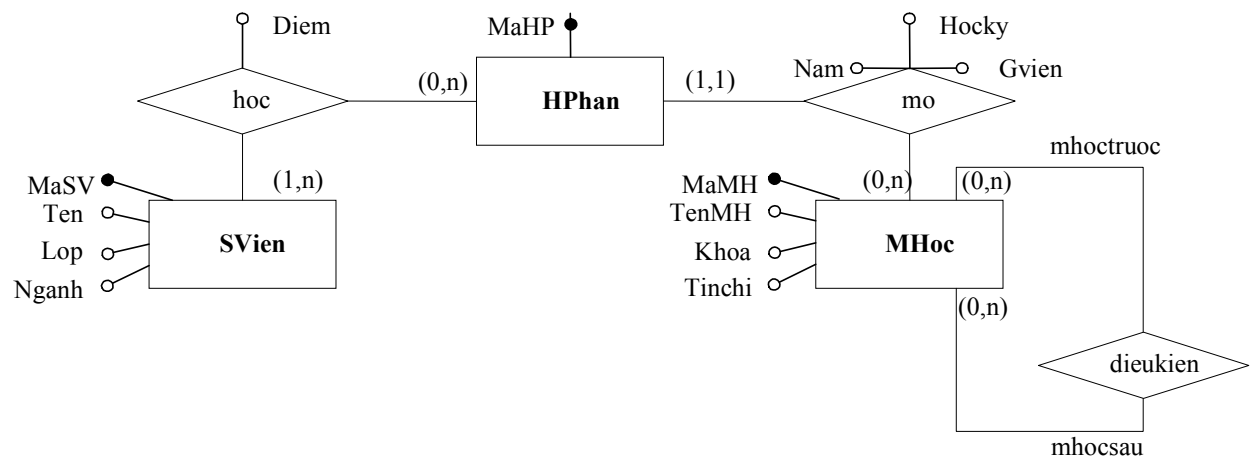 Diem
MaHP
Hocky
Nam
Gvien
hoc
(0,n)
HPhan
(1,1)
mo
mhoctruoc
MaSV
(1,n)
MaMH
(0,n)
(0,n)
Ten
TenMH
Lop
SVien
Khoa
MHoc
Nganh
Tinchi
(0,n)
dieukien
mhocsau